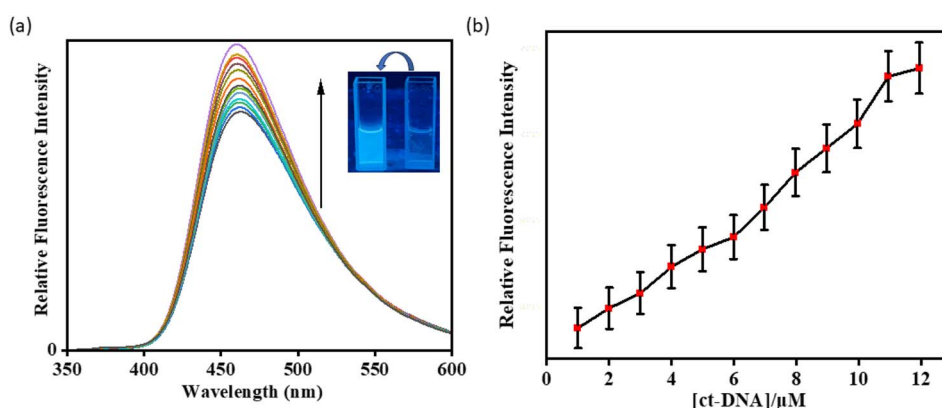 (a)
Relative Fluorescence Intensity
0
350
400
450
500
550
600
Wavelength (nm)
(b)
Relative Fluorescence Intensity
0
2
4
6
8
10
12
[ct-DNA]/µM